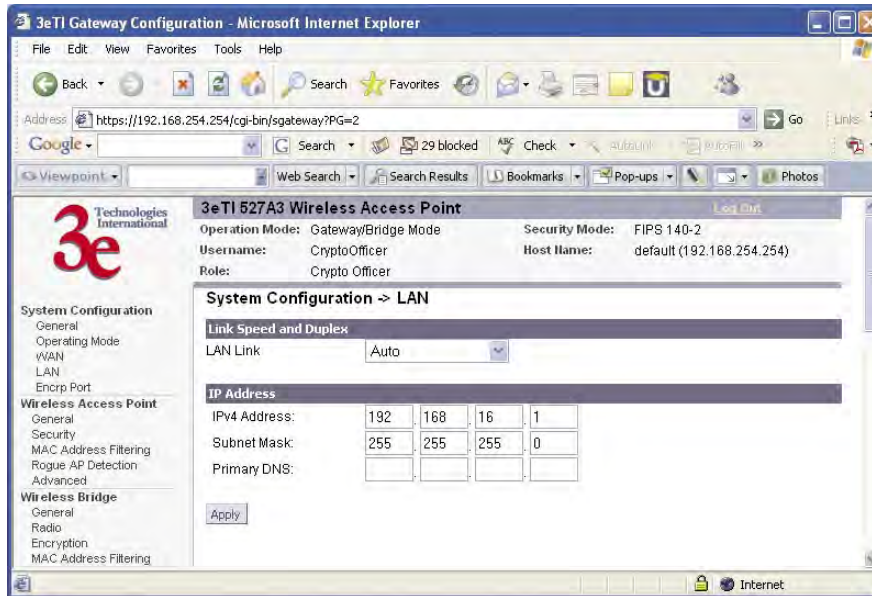 3eTI Gateway Configuration - Microsoft Internet Explorer
File Edit View Favorites Tools Help
Back Search Favorites
Address https://192.168.254.254/cgi-bin/sgateway?PG=2 Go Links
Google Search 29 blocked ABC Check AutoLink AutoFill
Viewpoint Web Search Search Results Bookmarks Pop-ups Photos
3e Technologies International
3eTI 527A3 Wireless Access Point Log Out
Operation Mode: Gateway/Bridge Mode Security Mode: FIPS 140-2
Username: CryptoOfficer Host Name: default (192.168.254.254)
Role: Crypto Officer
System Configuration
General
Operating Mode
WAN
LAN
Encrp Port
Wireless Access Point
General
Security
MAC Address Filtering
Rogue AP Detection
Advanced
Wireless Bridge
General
Radio
Encryption
MAC Address Filtering
System Configuration -> LAN
Link Speed and Duplex
LAN Link Auto
IP Address
IPv4 Address: 192 . 168 . 16 . 1
Subnet Mask: 255 . 255 . 255 . 0
Primary DNS: . . .
Apply
Internet